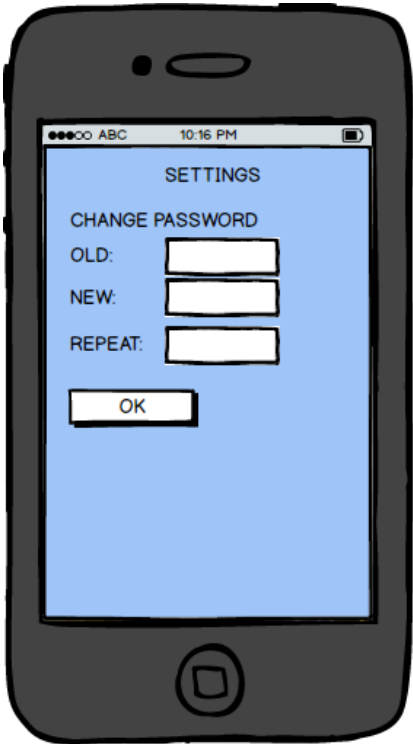 ABC 10:16 PM
SETTINGS
CHANGE PASSWORD
OLD:
NEW:
REPEAT:
OK